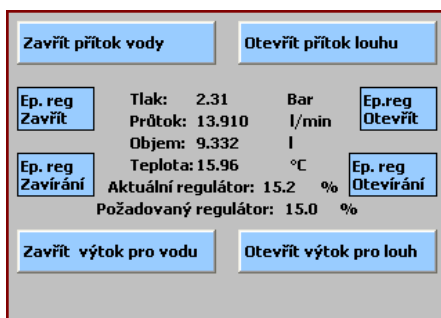 Zavřít přítok vody
Otevřít přítok louhu
Ep. reg
Zavřít
Tlak: 2.31 Bar
Průtok: 13.910 l/min
Ep.reg
Otevřít
Objem: 9.332 l
Ep. reg
Zavírání
Teplota: 15.96 °C
Aktuální regulátor: 15.2 %
Ep. reg
Otevírání
Požadovaný regulátor: 15.0 %
Zavřít výtok pro vodu
Otevřít výtok pro louh